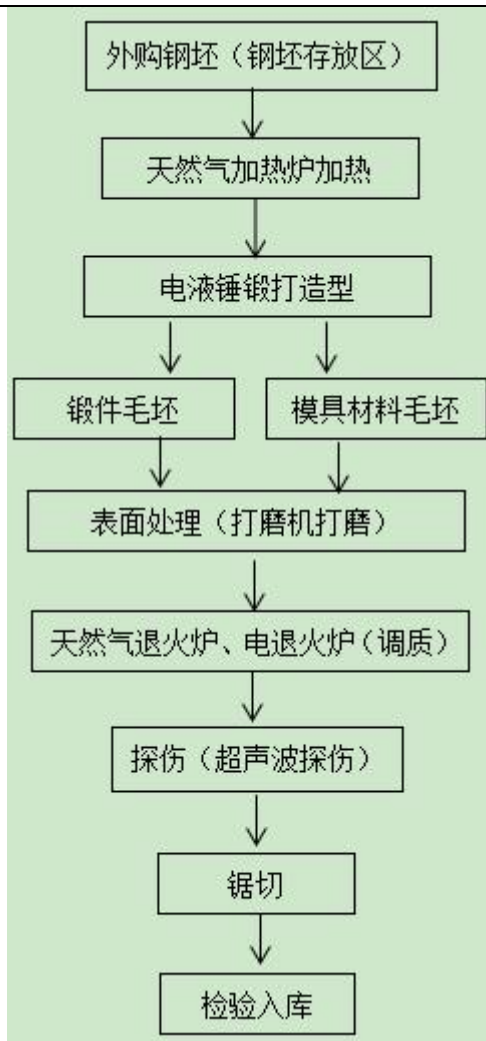 外购钢坯（钢坯存放区）
天然气加热炉加热
电液锤锻打造型
锻件毛坯
模具材料毛坯
表面处理（打磨机打磨）
天然气退火炉、电退火炉（调质）
探伤（超声波探伤）
锯切
检验入库